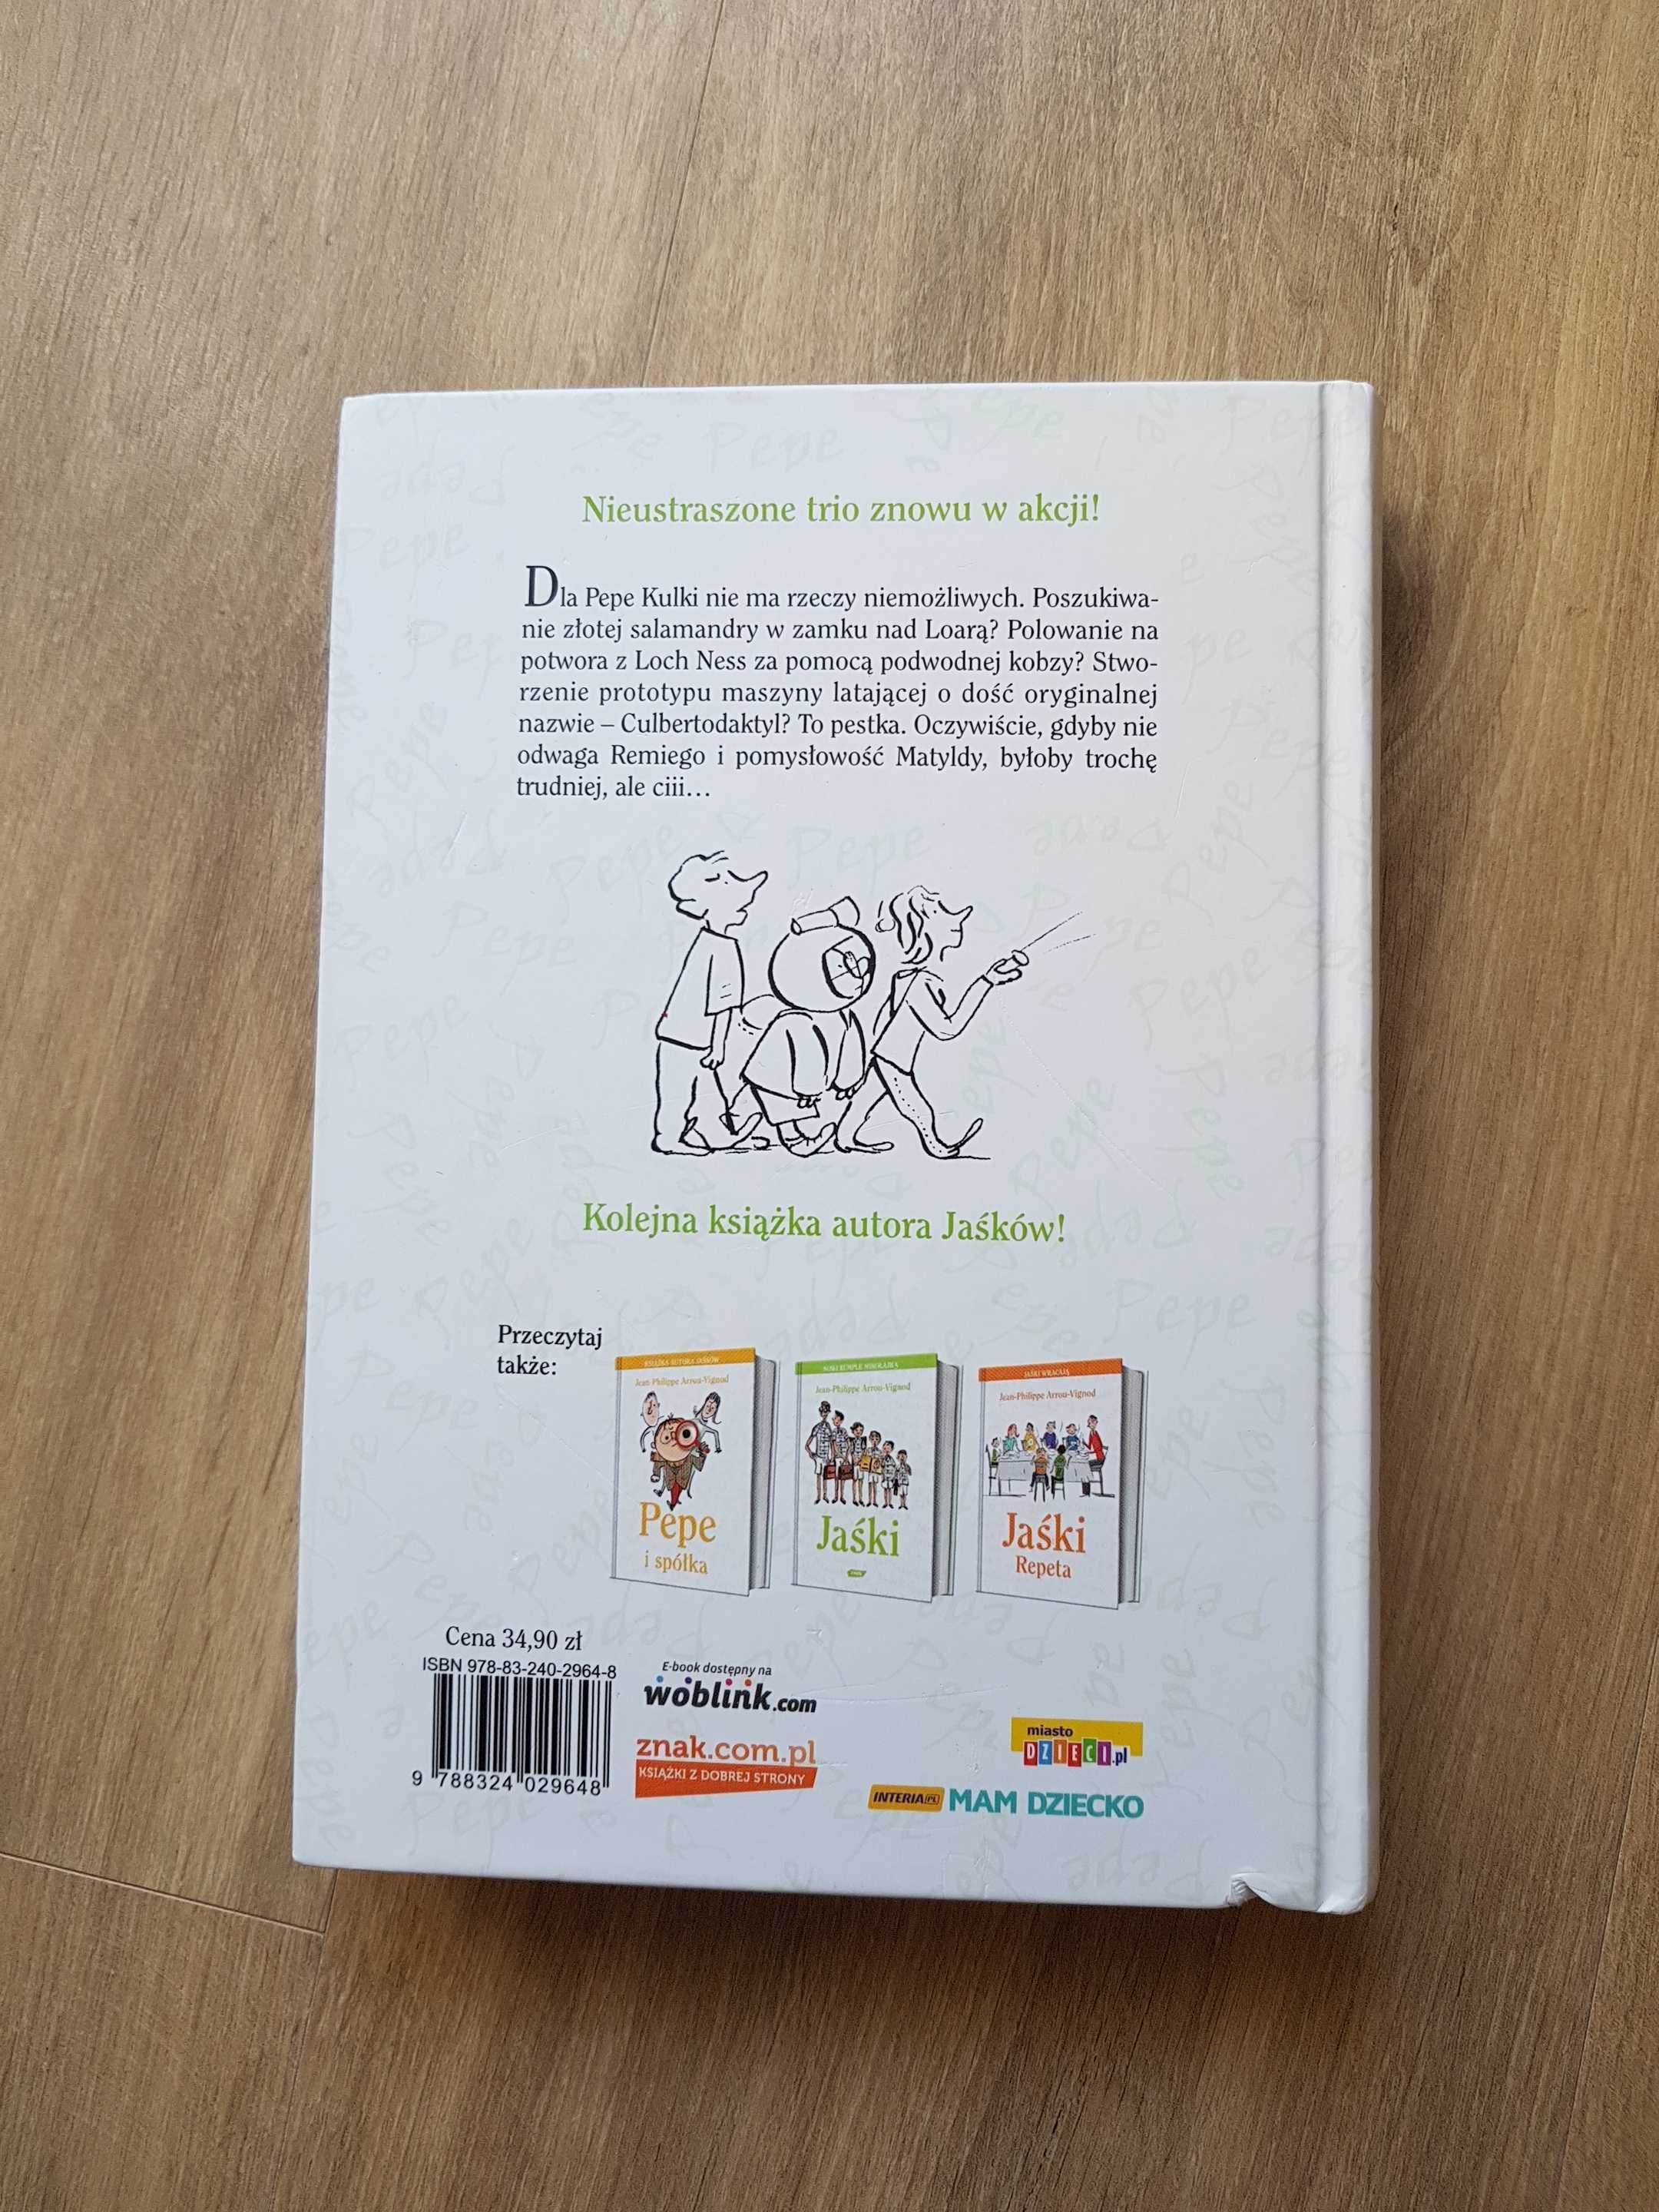 Nieustraszone trio znowu w akcji!
Dla Pepe Kulki nie ma rzeczy niemożliwych. Poszukiwa-
nie złotej salamandry w zamku nad Loarą? Polowanie na
potwora z Loch Ness za pomocą podwodnej kobzy? Stwo-
rzenie prototypu maszyny latającej o dość oryginalnej
nazwie – Culbertodaktyl? To pestka. Oczywiście, gdyby nie
odwaga Remiego i pomysłowość Matyldy, byłoby trochę
trudniej, ale ciii...
Kolejna książka autora Jaśków!
Przeczytaj
także:
KSIĄŻKA AUTORA JAŚKÓW
Jean-Philippe Arrou-Vignod
Pepe
i spółka
Jean-Philippe Arrou-Vignod
Jaśki
JAŚKI WRACAJĄ
Jean-Philippe Arrou-Vignod
Jaśki
Repeta
Cena 34,90 zł
ISBN 978-83-240-2964-8
9 788324 029648
E-book dostępny na
woblink.com
znak.com.pl
KSIĄŻKI Z DOBREJ STRONY
miasto
DZIECI.pl
INTERIA.PL MAM DZIECKO